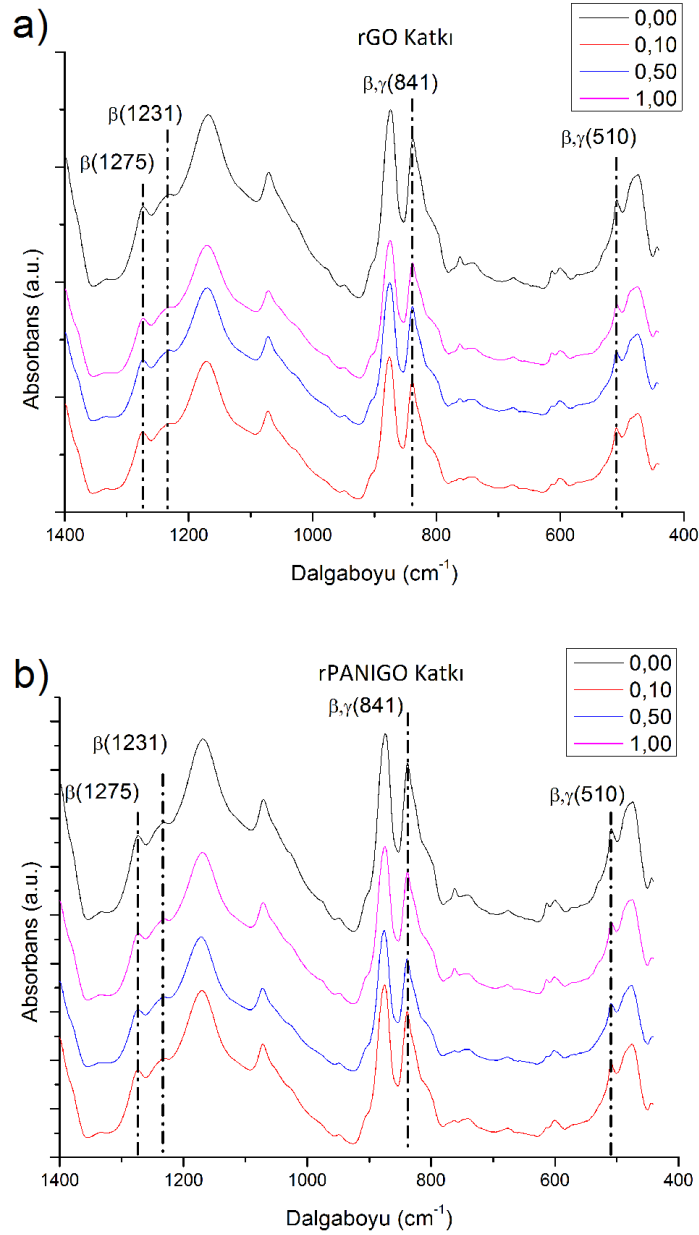 a)
rGO Katkı
0,00
0,10
0,50
1,00
β(1275)
β(1231)
β,γ(841)
β,γ(510)
Absorbans (a.u.)
1400 1200 1000 800 600 400
Dalgaboyu (cm⁻¹)
b)
rPANIGO Katkı
0,00
0,10
0,50
1,00
β(1275)
β(1231)
β,γ(841)
β,γ(510)
Absorbans (a.u.)
1400 1200 1000 800 600 400
Dalgaboyu (cm⁻¹)